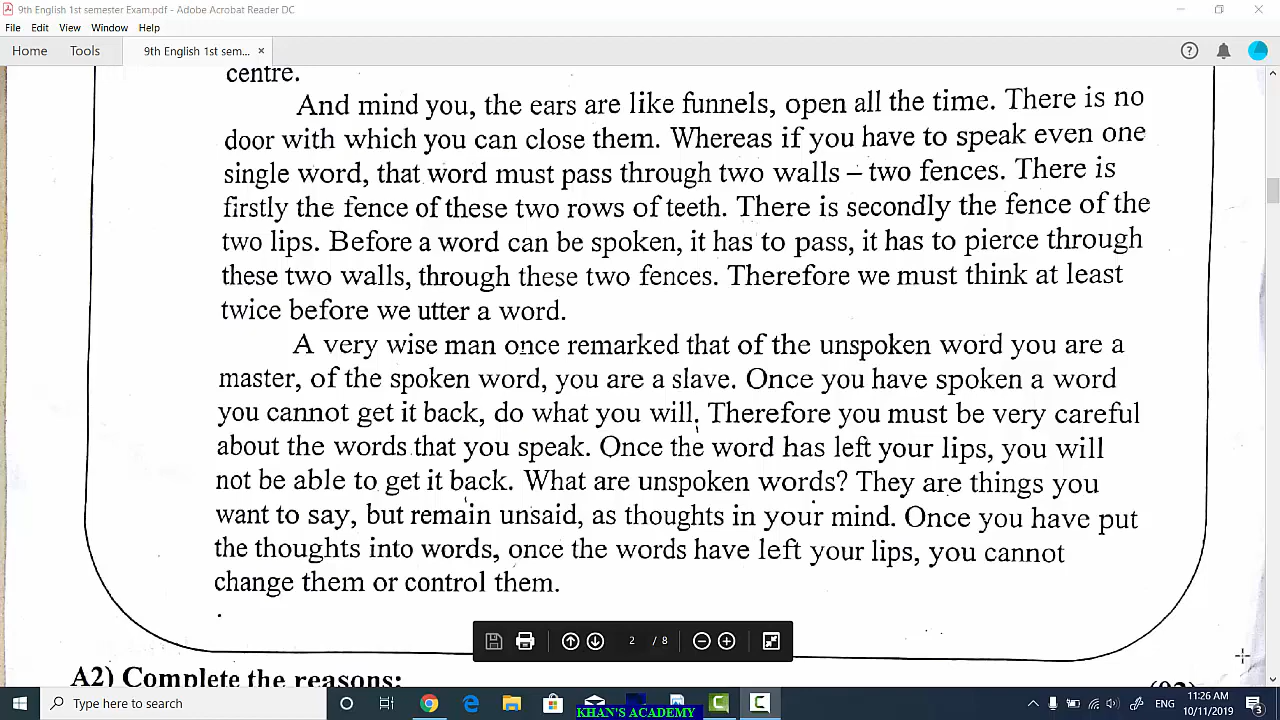 9th English 1st semester Exam.pdf - Adobe Acrobat Reader DC
File Edit View Window Help
Home Tools 9th English 1st sem... ×
centre.
And mind you, the ears are like funnels, open all the time. There is no
door with which you can close them. Whereas if you have to speak even one
single word, that word must pass through two walls – two fences. There is
firstly the fence of these two rows of teeth. There is secondly the fence of the
two lips. Before a word can be spoken, it has to pass, it has to pierce through
these two walls, through these two fences. Therefore we must think at least
twice before we utter a word.
A very wise man once remarked that of the unspoken word you are a
master, of the spoken word, you are a slave. Once you have spoken a word
you cannot get it back, do what you will. Therefore you must be very careful
about the words that you speak. Once the word has left your lips, you will
not be able to get it back. What are unspoken words? They are things you
want to say, but remain unsaid, as thoughts in your mind. Once you have put
the thoughts into words, once the words have left your lips, you cannot
change them or control them.
2 / 8
A2) Complete the reasons:
Type here to search
KHAN'S ACADEMY
ENG
11:26 AM
10/11/2019
3